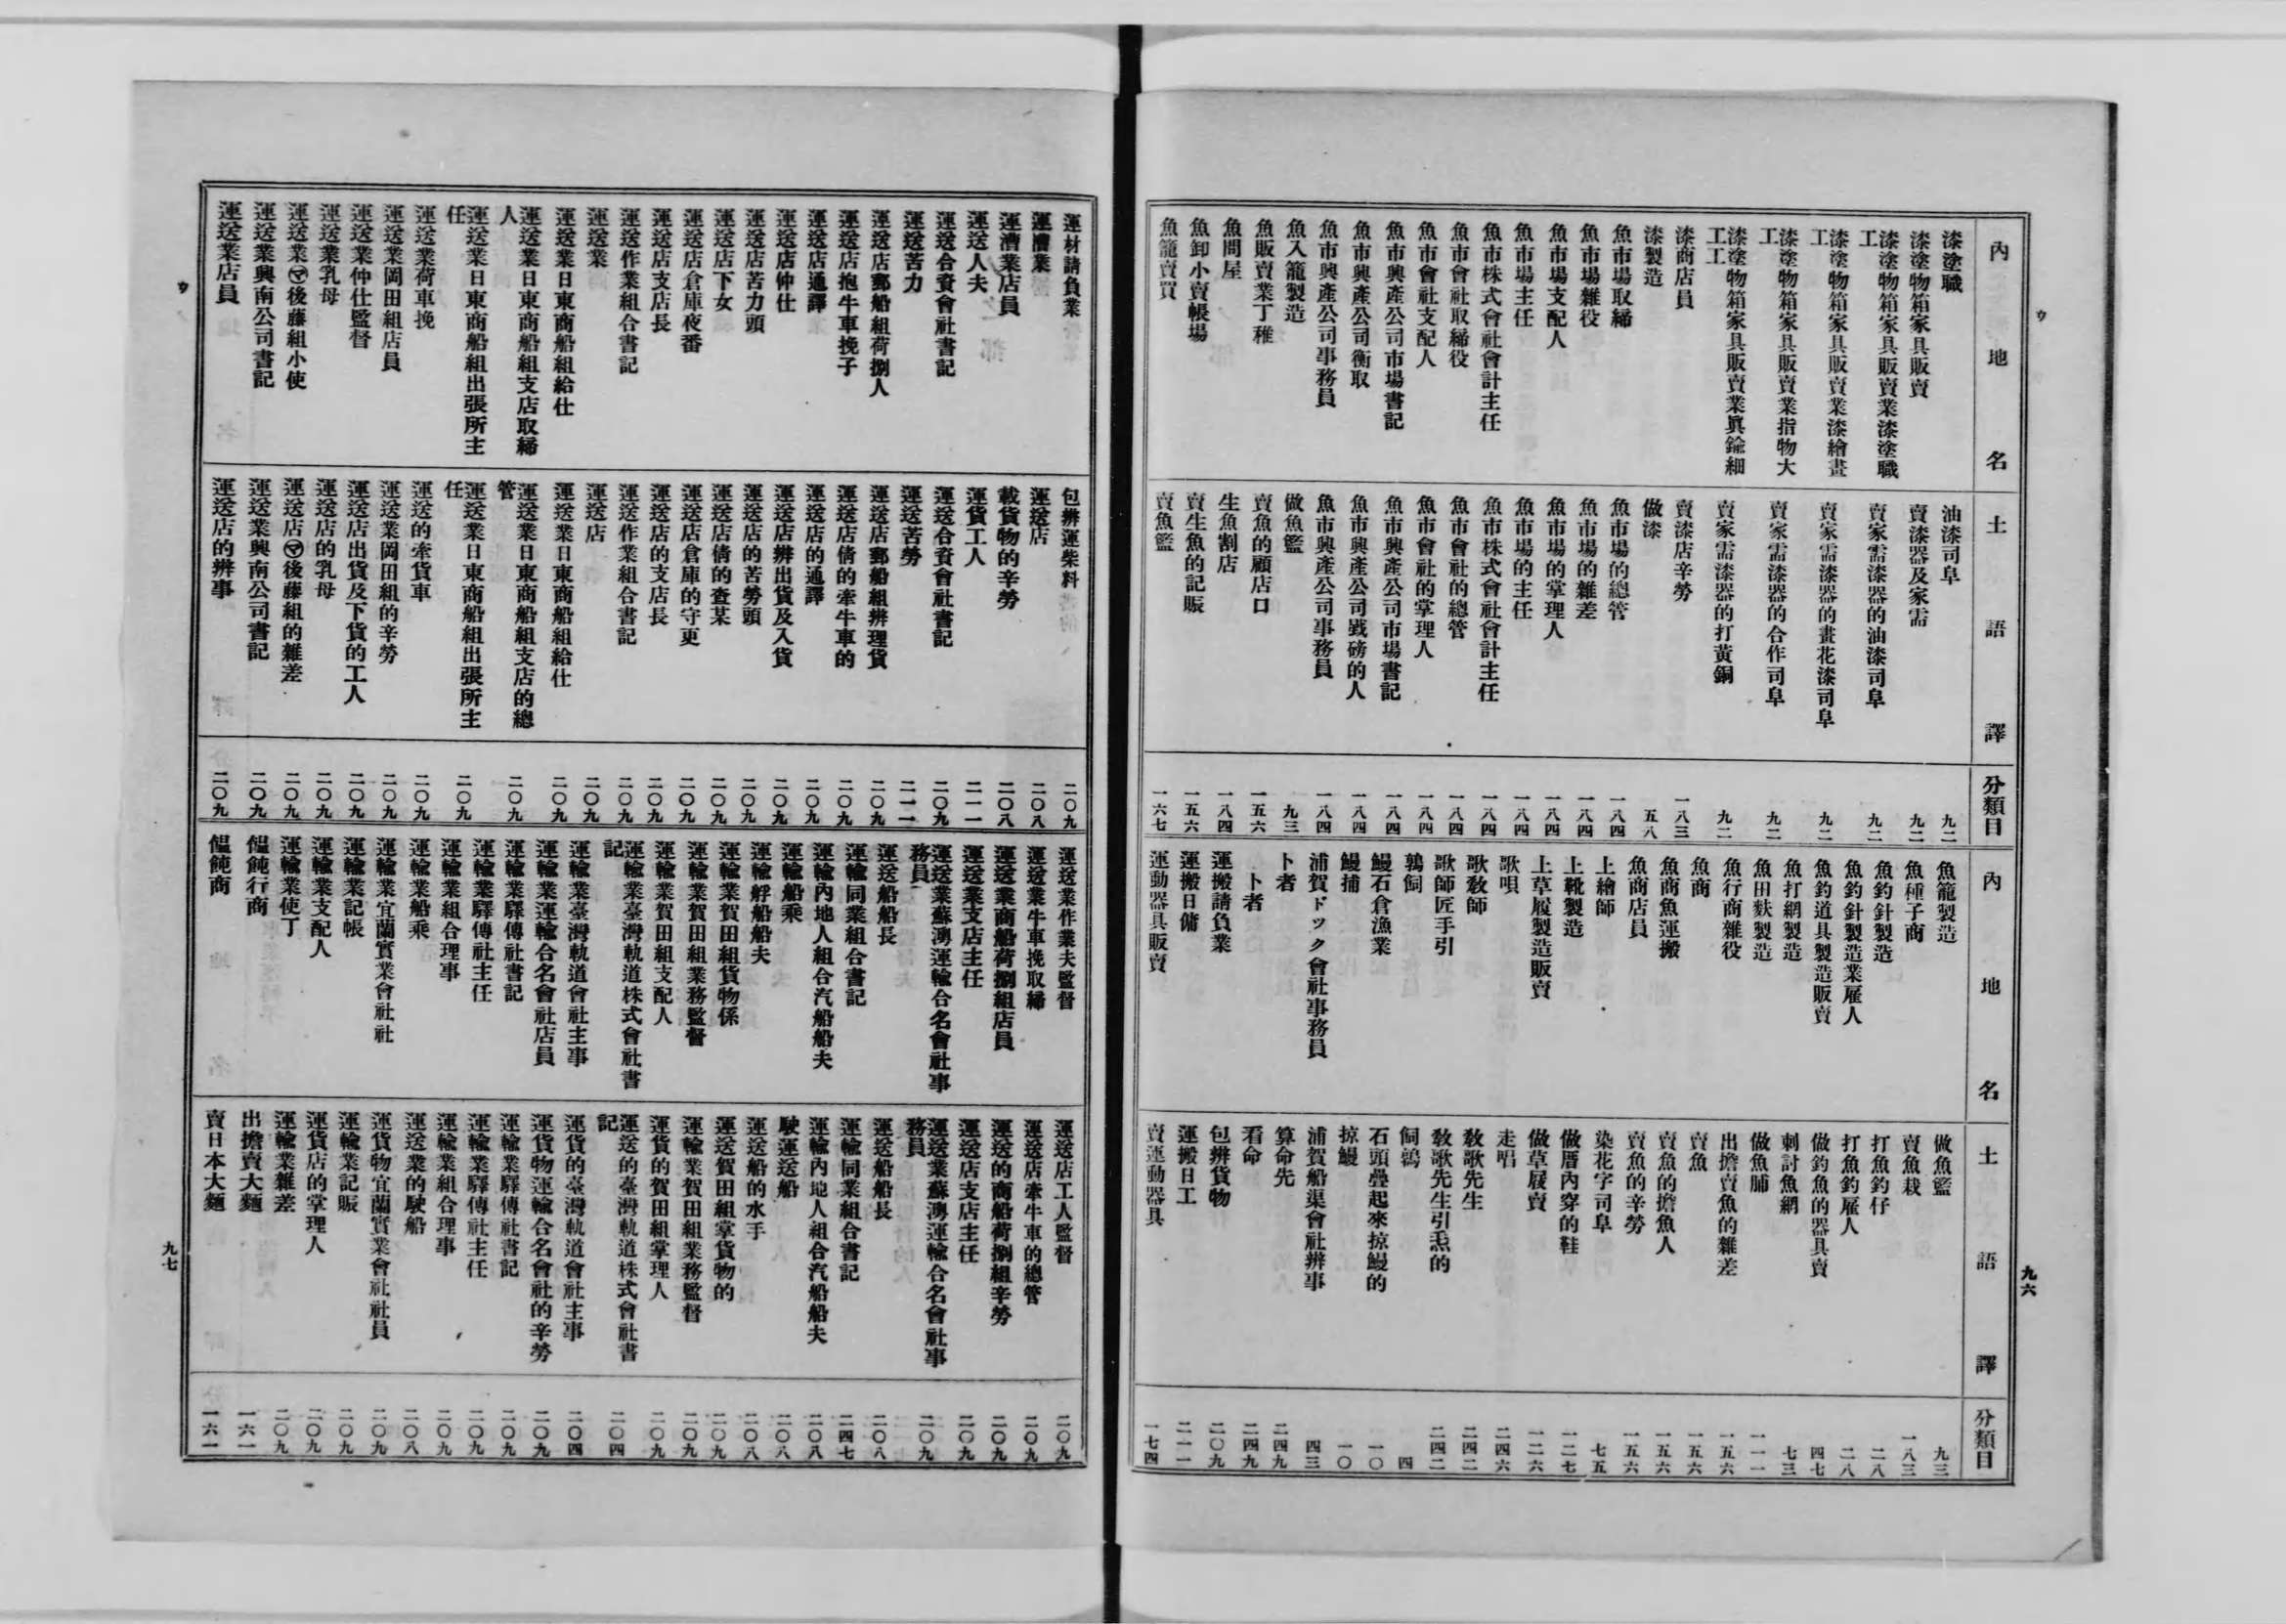 ウ
內地名 土語譯 分類目
漆塗職 油漆司阜 九二
漆塗物箱家具販賣 賣漆器及家需 九二
漆塗物箱家具販賣業漆塗職工 賣家需漆器的油漆司阜 九二
漆塗物箱家具販賣業漆繪畫工 賣家需漆器的畫花漆司阜 九二
漆塗物箱家具販賣業指物大工 賣家需漆器的合作司阜 九二
漆塗物箱家具販賣業眞鍮細工工 賣家需漆器的打黃銅 九二
漆商店員 賣漆店辛勞 一八三
漆製造 做漆 五八
魚市場取締 魚市場的總管 一八四
魚市場雜役 魚市場的雜差 一八四
魚市場支配人 魚市場的掌理人 一八四
魚市場主任 魚市場的主任 一八四
魚市株式會社會計主任 魚市株式會社會計主任 一八四
魚市會社取締役 魚市會社的總管 一八四
魚市會社支配人 魚市會社的掌理人 一八四
魚市興產公司市場書記 魚市興產公司市場書記 一八四
魚市興產公司衡取 魚市興產公司戥磅的人 一八四
魚市興產公司事務員 魚市興產公司事務員 一八四
魚入籠製造 做魚籃 九三
魚販賣業丁稚 賣魚的顧店口 一五六
魚問屋 生魚割店 一八四
魚卸小賣帳場 賣生魚的記賬 一五六
魚籠賣買 賣魚籃 一六七
內地名 土語譯 分類目
魚籠製造 做魚籃 九三
魚種子商 賣魚栽 一八三
魚釣針製造 打魚釣仔 二八
魚釣針製造業雇人 打魚釣雇人 二八
魚釣道具製造販賣 做釣魚的器具賣 四七
魚打網製造 刺討魚網 七三
魚田麩製造 做魚脯 一一一
魚行商雜役 出擔賣魚的雜差 一五六
魚商 賣魚 一五六
魚商魚運搬 賣魚的擔魚人 一五六
魚商店員 賣魚的辛勞 一五六
上繪師 染花字司阜 七五
上靴製造 做厝內穿的鞋 一二七
上草履製造販賣 做草屐賣 一二六
歌唄 走唱 二四六
歌敎師 敎歌先生 二四二
歌師匠手引 敎歌先生引𤆬的 二四二
鶉飼 飼鶉 四
鰻石倉漁業 石頭疊起來掠鰻的 一〇
鰻捕 掠鰻 一〇
浦賀ドック會社事務員 浦賀船渠會社辨事 四三
卜者 算命先 二四九
卜者 看命 二四九
運搬請負業 包辨貨物 二〇九
運搬日傭 運搬日工 二一一
運動器具販賣 賣運動器具 一七四
九六
ウ
運材請負業 包辨運柴料 二〇九
運漕業 運送店 二〇八
運漕業店員 載貨物的辛勞 二〇八
運送人夫 運貨工人 二一一
運送合資會社書記 運送合資會社書記 二〇九
運送苦力 運送苦勞 二一一
運送店郵船組荷捌人 運送店郵船組辨理貨 二〇九
運送店抱牛車挽子 運送店倩的牽牛車的 二〇九
運送店通譯 運送店的通譯 二〇九
運送店仲仕 運送店辨出貨及入貨 二〇九
運送店苦力頭 運送店的苦勞頭 二〇九
運送店下女 運送店倩的查某 二〇九
運送店倉庫夜番 運送店倉庫的守更 二〇九
運送店支店長 運送店的支店長 二〇九
運送作業組合書記 運送作業組合書記 二〇九
運送業 運送店 二〇九
運送業日東商船組給仕 運送業日東商船組給仕 二〇九
運送業日東商船組支店取締人 運送業日東商船組支店的總管 二〇九
運送業日東商船組出張所主任 運送業日東商船組出張所主任 二〇九
運送業荷車挽 運送的牽貨車 二〇九
運送業岡田組店員 運送業岡田組的辛勞 二〇九
運送業仲仕監督 運送店出貨及下貨的工人 二〇九
運送業乳母 運送店的乳母 二〇九
運送業㋮後藤組小使 運送店㋮後藤組的雜差 二〇九
運送業興南公司書記 運送業興南公司書記 二〇九
運送業店員 運送店的辨事 二〇九
運送業作業夫監督 運送店工人監督 二〇九
運送業牛車挽取締 運送店牽牛車的總管 二〇九
運送業商船荷捌組店員 運送的商船荷捌組辛勞 二〇九
運送業支店主任 運送店支店主任 二〇九
運送業蘇澳運輸合名會社事務員 運送業蘇澳運輸合名會社事務員 二〇九
運送船船長 運送船船長 二〇八
運輸同業組合書記 運輸同業組合書記 二四七
運輸內地人組合汽船船夫 運輸內地人組合汽船船夫 二〇八
運輸船乘 駛運送船 二〇八
運輸艀船船夫 運送船的水手 二〇八
運輸業賀田組貨物係 運送賀田組掌貨物的 二〇九
運輸業賀田組業務監督 運輸業賀田組業務監督 二〇九
運輸業賀田組支配人 運貨的賀田組掌理人 二〇九
運輸業臺灣軌道株式會社書記 運送的臺灣軌道株式會社書記 二〇四
運輸業臺灣軌道會社主事 運貨的臺灣軌道會社主事 二〇四
運輸業運輸合名會社店員 運貨物運輸合名會社的辛勞 二〇九
運輸業驛傳社書記 運輸業驛傳社書記 二〇九
運輸業驛傳社主任 運輸業驛傳社主任 二〇九
運輸業組合理事 運輸業組合理事 二〇九
運輸業船乘 運送業的駛船 二〇八
運輸業宜蘭實業會社社 運貨物宜蘭實業會社社員 二〇九
運輸業記帳 運輸業記賬 二〇九
運輸業支配人 運貨店的掌理人 二〇九
運輸業使丁 運輸業雜差 二〇九
饂飩行商 出擔賣大麵 一六一
饂飩商 賣日本大麵 一六一
九七